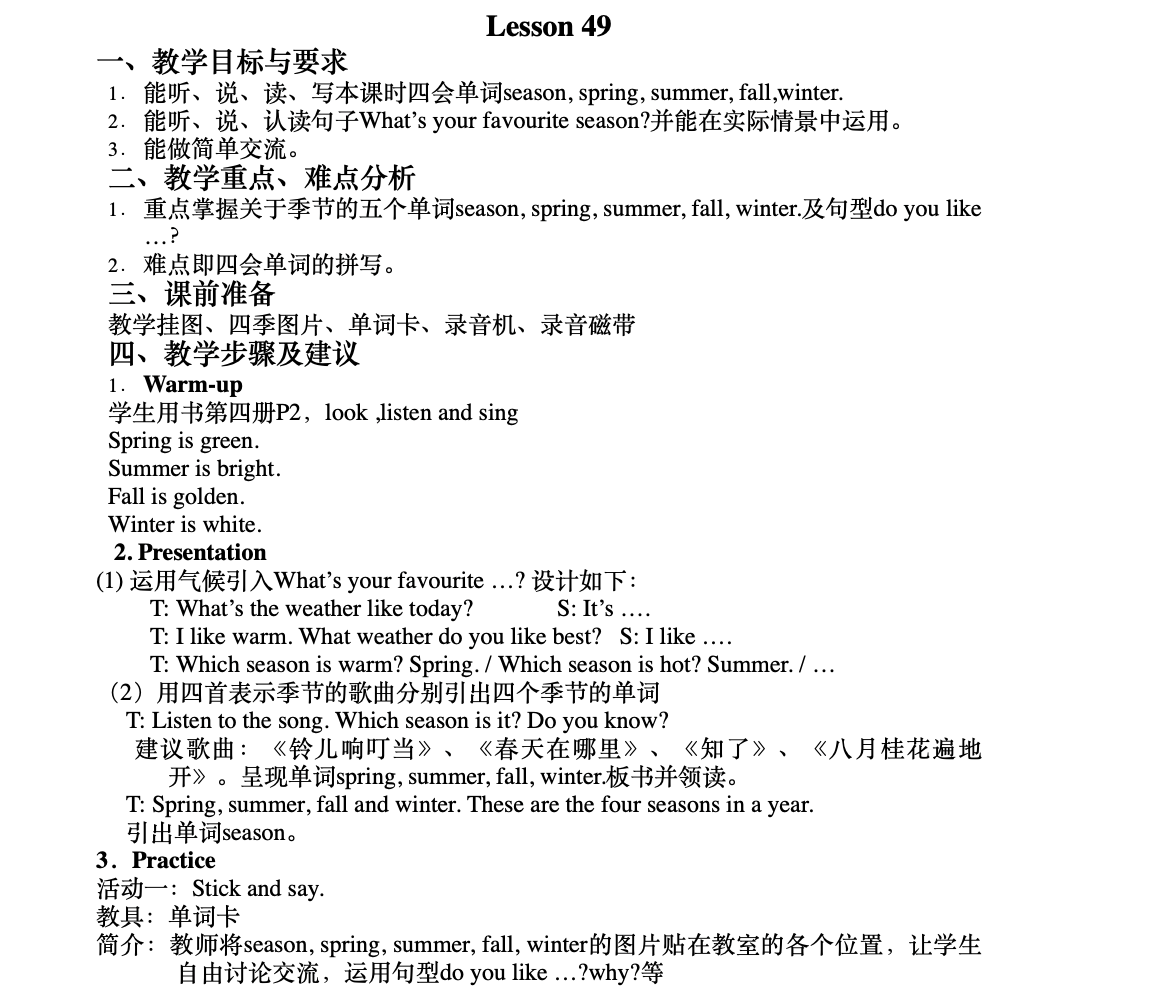 Lesson 49
一、教学目标与要求
1. 能听、说、读、写本课时四会单词season, spring, summer, fall,winter.
2. 能听、说、认读句子What’s your favourite season?并能在实际情景中运用。
3. 能做简单交流。
二、教学重点、难点分析
1. 重点掌握关于季节的五个单词season, spring, summer, fall, winter.及句型do you like
…?
2. 难点即四会单词的拼写。
三、课前准备
教学挂图、四季图片、单词卡、录音机、录音磁带
四、教学步骤及建议
1. Warm-up
学生用书第四册P2，look ,listen and sing
Spring is green.
Summer is bright.
Fall is golden.
Winter is white.
2. Presentation
(1) 运用气候引入What’s your favourite …? 设计如下：
T: What’s the weather like today? S: It’s ….
T: I like warm. What weather do you like best? S: I like ….
T: Which season is warm? Spring. / Which season is hot? Summer. / …
（2）用四首表示季节的歌曲分别引出四个季节的单词
T: Listen to the song. Which season is it? Do you know?
建议歌曲：《铃儿响叮当》、《春天在哪里》、《知了》、《八月桂花遍地
开》。呈现单词spring, summer, fall, winter.板书并领读。
T: Spring, summer, fall and winter. These are the four seasons in a year.
引出单词season。
3．Practice
活动一：Stick and say.
教具：单词卡
简介：教师将season, spring, summer, fall, winter的图片贴在教室的各个位置，让学生
自由讨论交流，运用句型do you like …?why?等